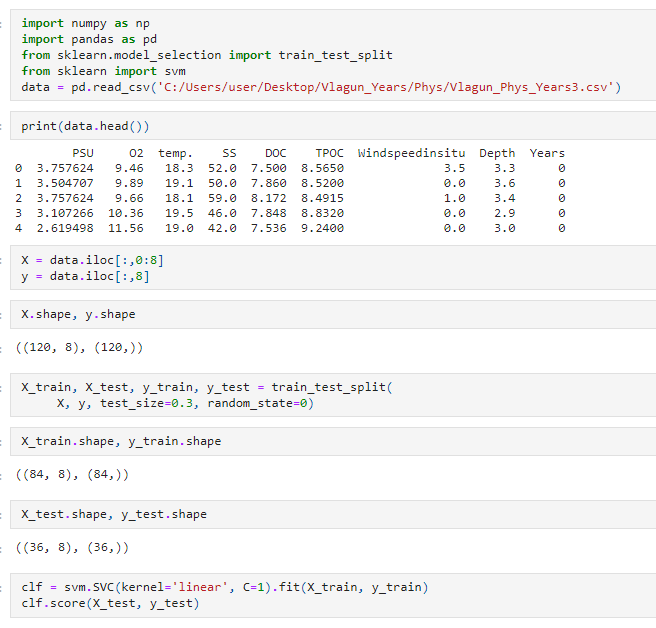 import numpy as np
import pandas as pd
from sklearn.model_selection import train_test_split
from sklearn import svm
data = pd.read_csv('C:/Users/user/Desktop/Vlagun_Years/Phys/Vlagun_Phys_Years3.csv')
print(data.head())
PSU O2 temp. SS DOC TPOC Windspeedinsitu Depth Years
0 3.757624 9.46 18.3 52.0 7.500 8.5650 3.5 3.3 0
1 3.504707 9.89 19.1 50.0 7.860 8.5200 0.0 3.6 0
2 3.757624 9.66 18.1 59.0 8.172 8.4915 1.0 3.4 0
3 3.107266 10.36 19.5 46.0 7.848 8.8320 0.0 2.9 0
4 2.619498 11.56 19.0 42.0 7.536 9.2400 0.0 3.0 0
X = data.iloc[:,0:8]
y = data.iloc[:,8]
X.shape, y.shape
((120, 8), (120,))
X_train, X_test, y_train, y_test = train_test_split(
X, y, test_size=0.3, random_state=0)
X_train.shape, y_train.shape
((84, 8), (84,))
X_test.shape, y_test.shape
((36, 8), (36,))
clf = svm.SVC(kernel='linear', C=1).fit(X_train, y_train)
clf.score(X_test, y_test)